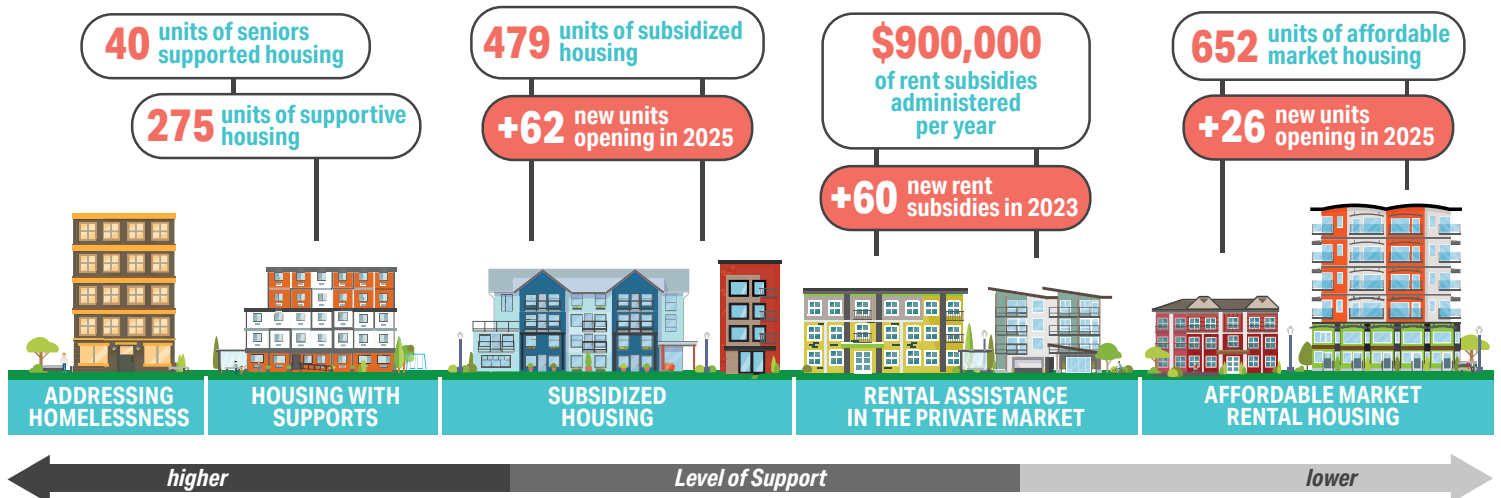 40 units of seniors
supported housing
275 units of supportive
housing
479 units of subsidized
housing
+62 new units
opening in 2025
$900,000
of rent subsidies
administered
per year
+60 new rent
subsidies in 2023
652 units of affordable
market housing
+26 new units
opening in 2025
ADDRESSING
HOMELESSNESS
HOUSING WITH
SUPPORTS
SUBSIDIZED
HOUSING
RENTAL ASSISTANCE
IN THE PRIVATE MARKET
AFFORDABLE MARKET
RENTAL HOUSING
higher
Level of Support
lower